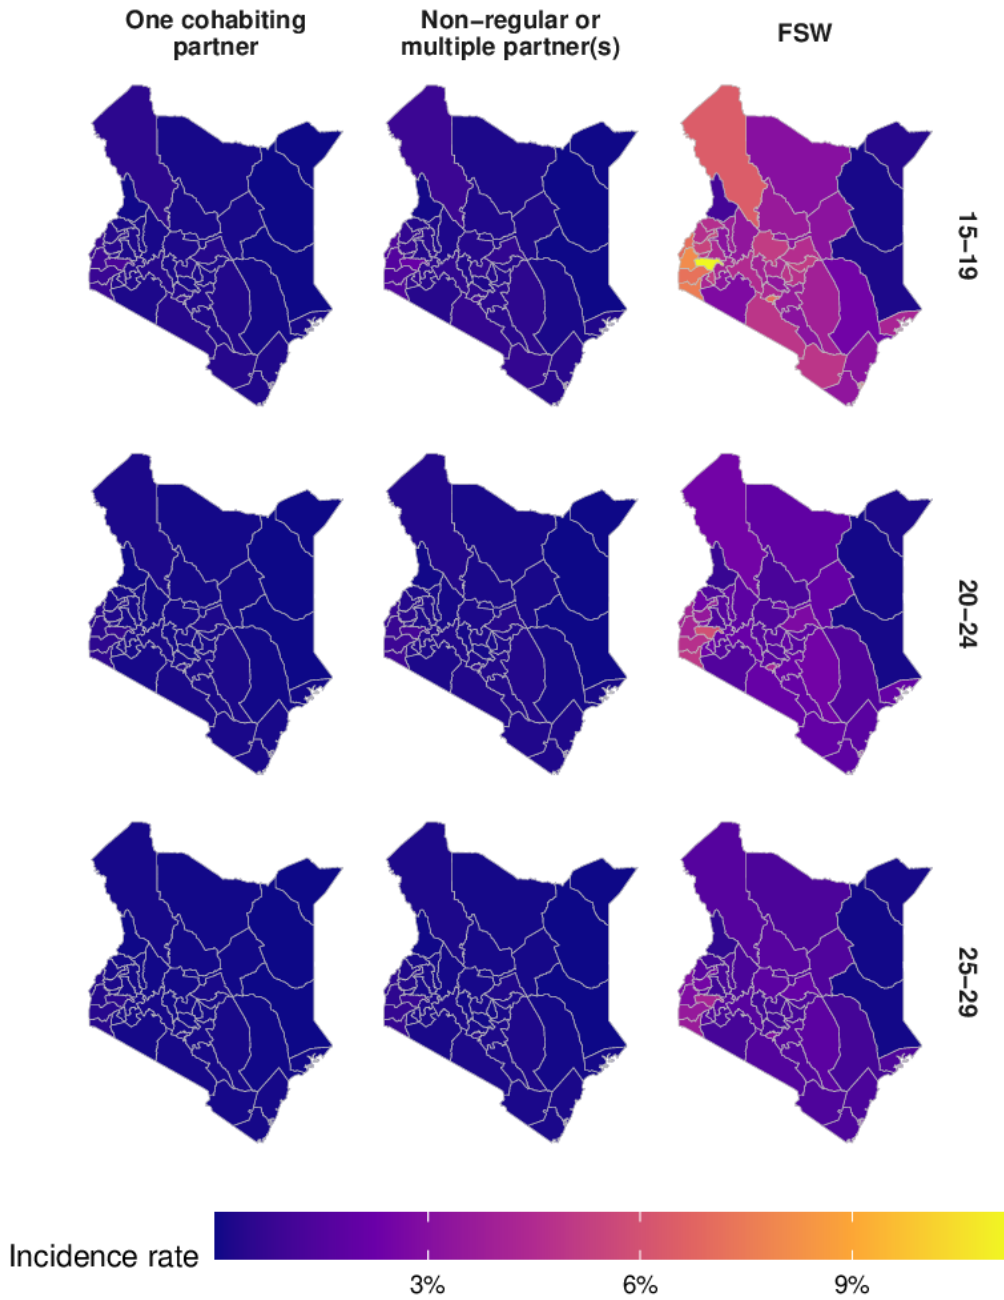 One cohabiting
partner
Non−regular or
multiple partner(s)
FSW
15−19
20−24
25−29
Incidence rate
3%
6%
9%